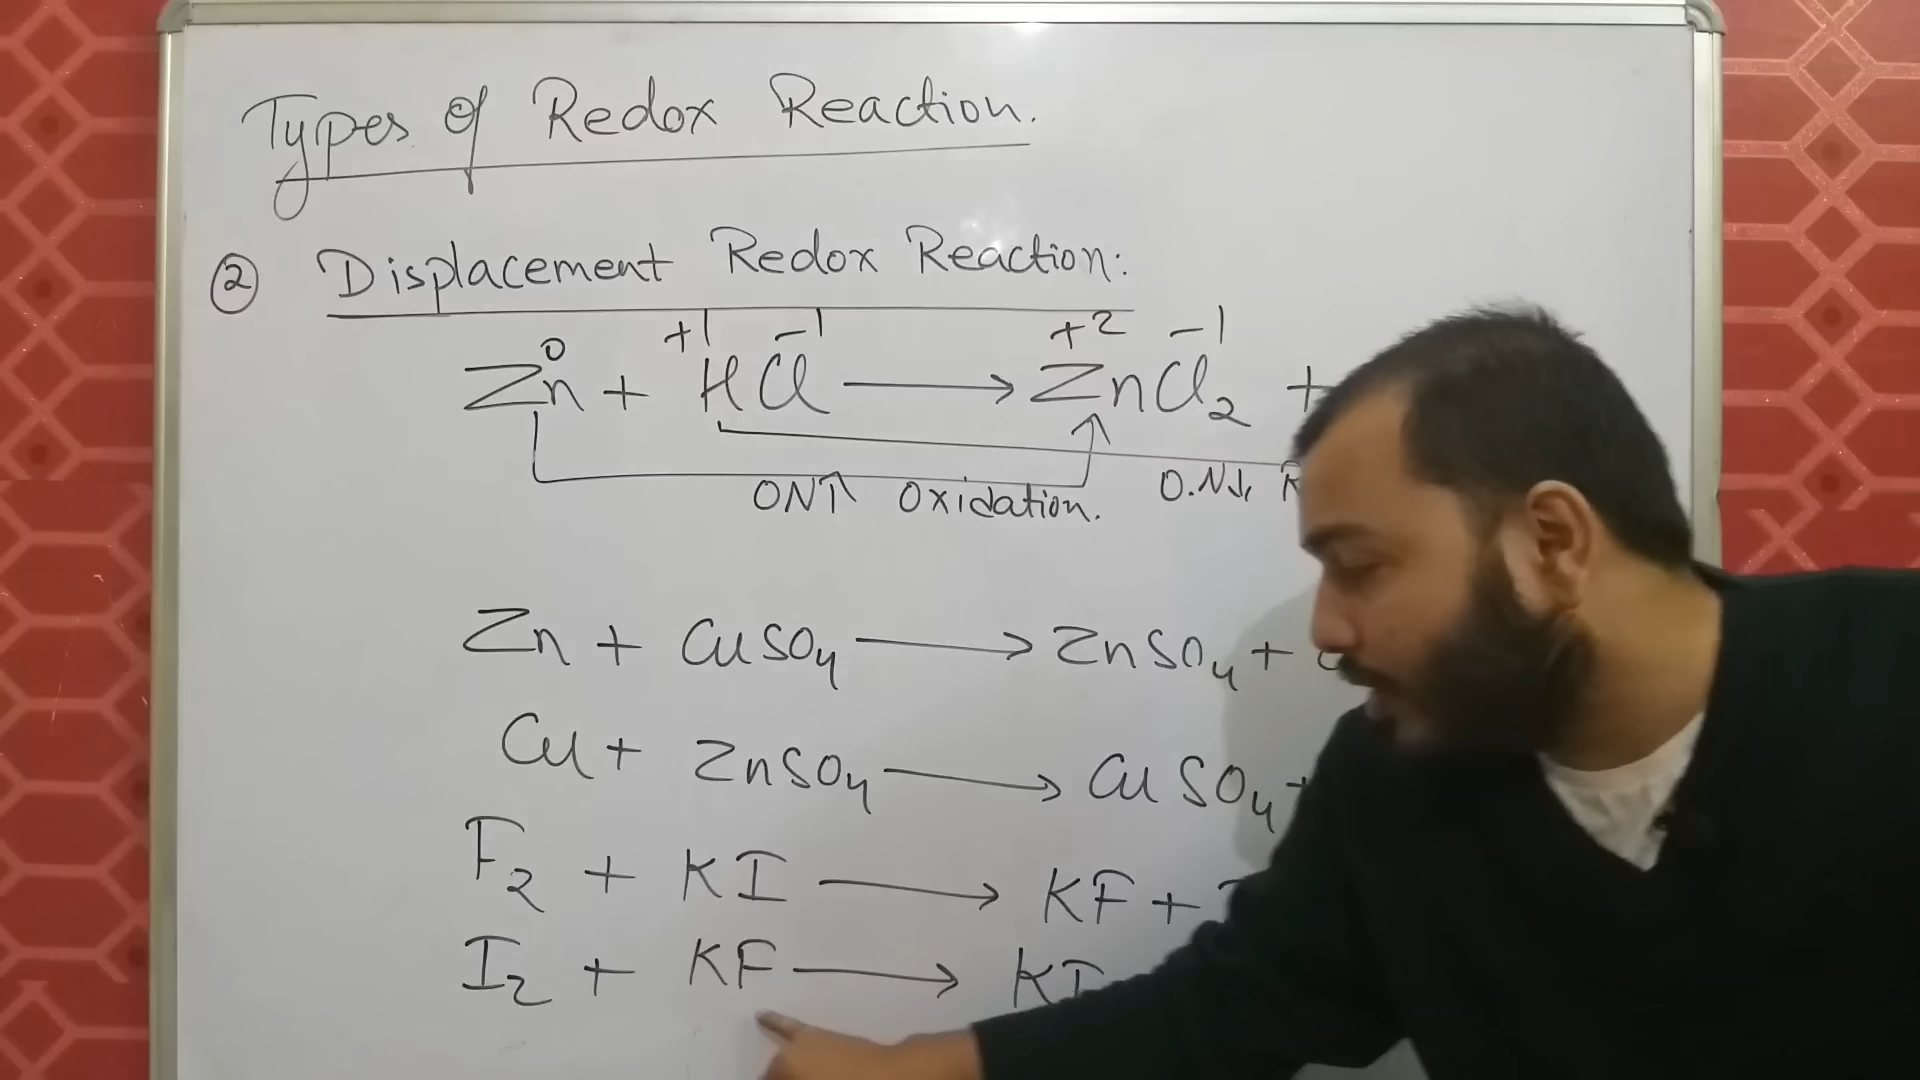 Types of Redox Reaction.
② Displacement Redox Reaction:
0 +1 -1 +2 -1
Zn + HCl ⟶ ZnCl₂ +
ON↑ Oxidation. O.N↓
Zn + CuSO₄ ⟶ ZnSO₄ +
Cu + ZnSO₄ ⟶ CuSO₄ +
F₂ + KI ⟶ KF +
I₂ + KF ⟶ KI